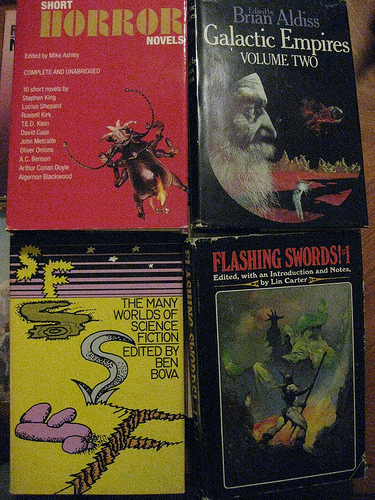 SHORT
HORROR
NOVELS
Edited by Mike Ashley
COMPLETE AND UNABRIDGED
10 short novels by
Stephen King
Lucius Shepard
Russell Kirk
T.E.D. Klein
David Case
John Metcalfe
Oliver Onions
A.C. Benson
Arthur Conan Doyle
Algernon Blackwood
Edited by
Brian Aldiss
Galactic Empires
VOLUME TWO
SF
THE MANY
WORLDS OF
SCIENCE
FICTION
EDITED BY
BEN
BOVA
FLASHING SWORDS! #1
FLASHING SWORDS! #1
Edited, with an Introduction and Notes,
by Lin Carter